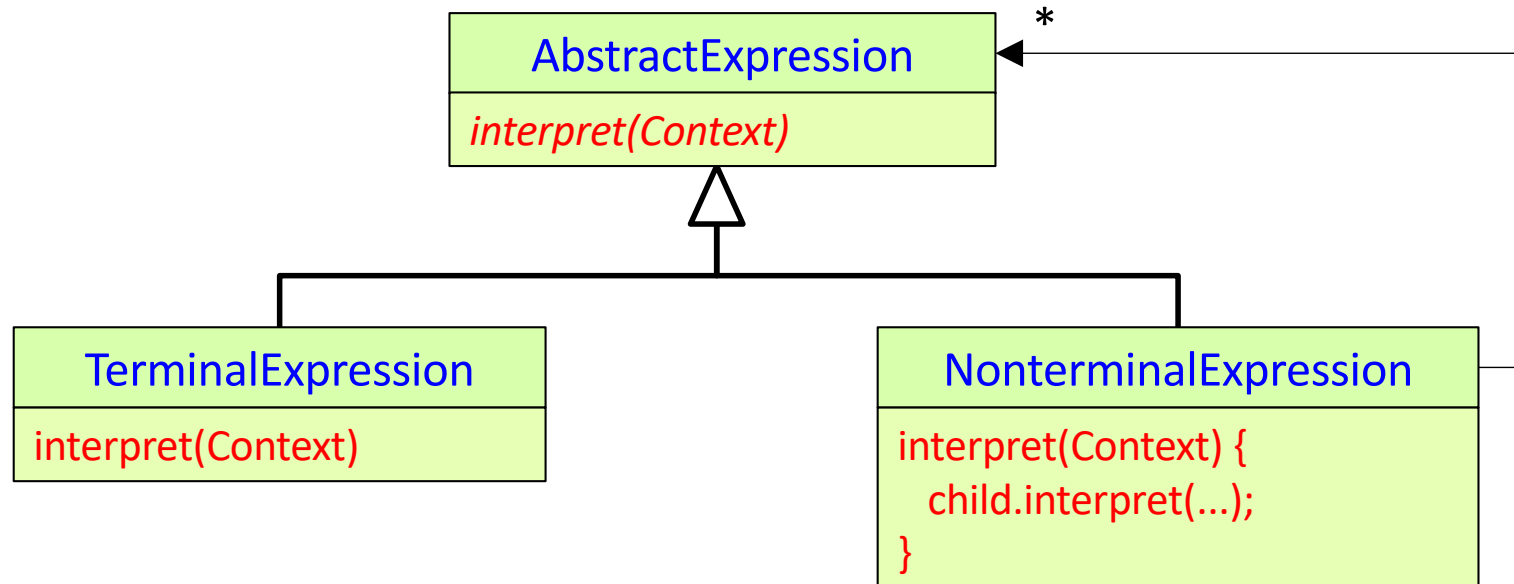 *
AbstractExpression
interpret(Context)
TerminalExpression
interpret(Context)
NonterminalExpression
interpret(Context) {
child.interpret(...);
}